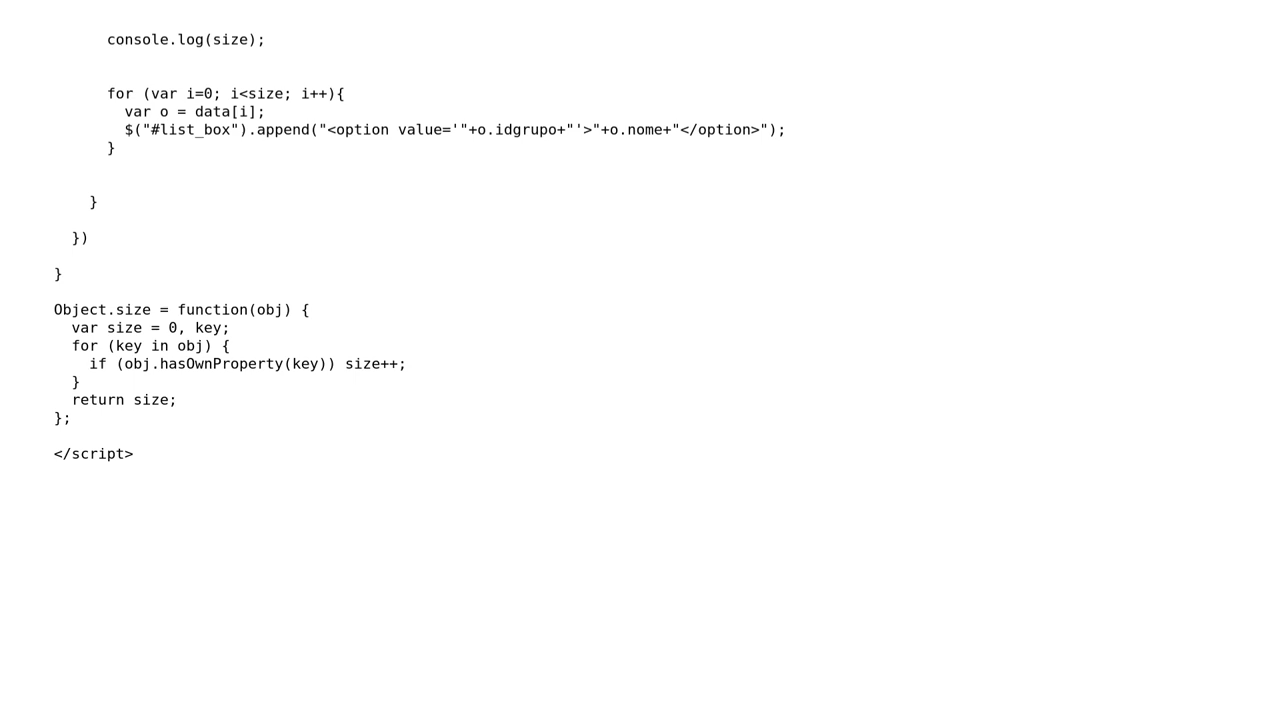 console.log(size);
      for (var i=0; i<size; i++){
        var o = data[i];
        $("#list_box").append("<option value='"+o.idgrupo+"'>"+o.nome+"</option>");
      }
    }
  })
}
Object.size = function(obj) {
  var size = 0, key;
  for (key in obj) {
    if (obj.hasOwnProperty(key)) size++;
  }
  return size;
};
</script>